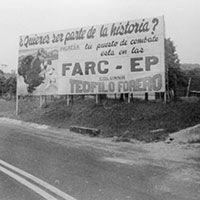 ¿Quieres ser parte de la historia?
tu puesto de combate
esta en las
FARC - EP
COLUMNA
TEOFILO FORERO